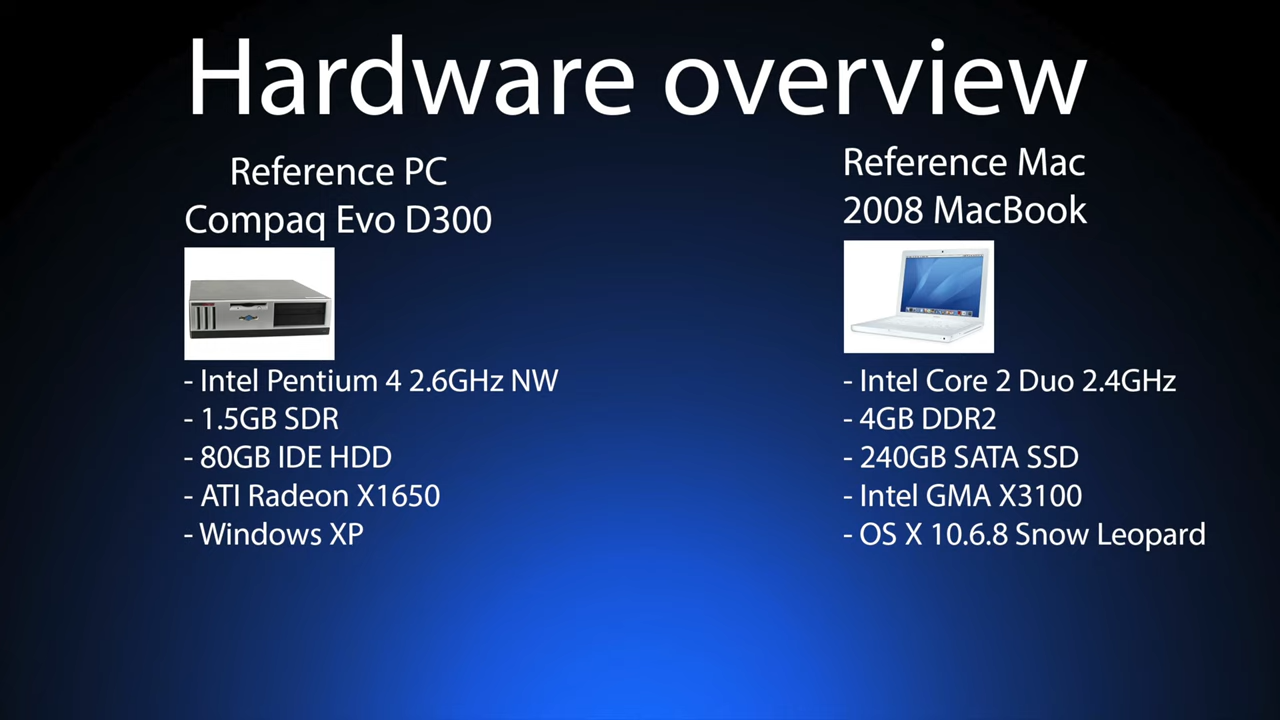 Hardware overview
Reference PC
Compaq Evo D300
- Intel Pentium 4 2.6GHz NW
- 1.5GB SDR
- 80GB IDE HDD
- ATI Radeon X1650
- Windows XP
Reference Mac
2008 MacBook
- Intel Core 2 Duo 2.4GHz
- 4GB DDR2
- 240GB SATA SSD
- Intel GMA X3100
- OS X 10.6.8 Snow Leopard